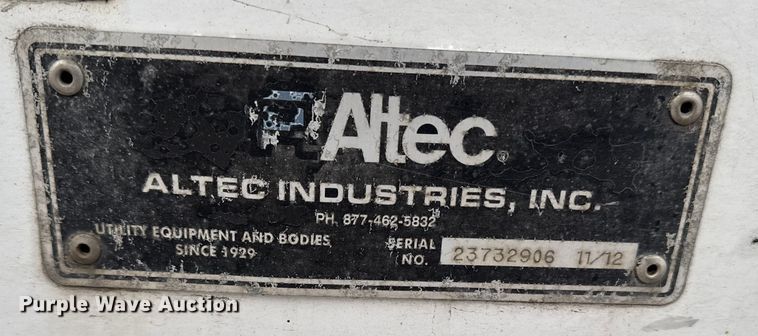 Altec
ALTEC INDUSTRIES, INC.
PH. 877-462-5832
UTILITY EQUIPMENT AND BODIES
SINCE 1929
SERIAL
NO. 23732906 11/12
Purple Wave Auction